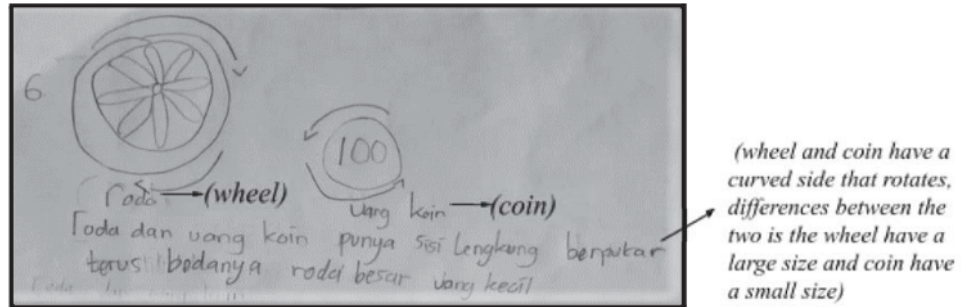 6
100
roda → (wheel)
uang koin → (coin)
Roda dan uang koin punya sisi lengkung berputar
terus bedanya roda besar uang kecil
(wheel and coin have a
curved side that rotates,
differences between the
two is the wheel have a
large size and coin have
a small size)